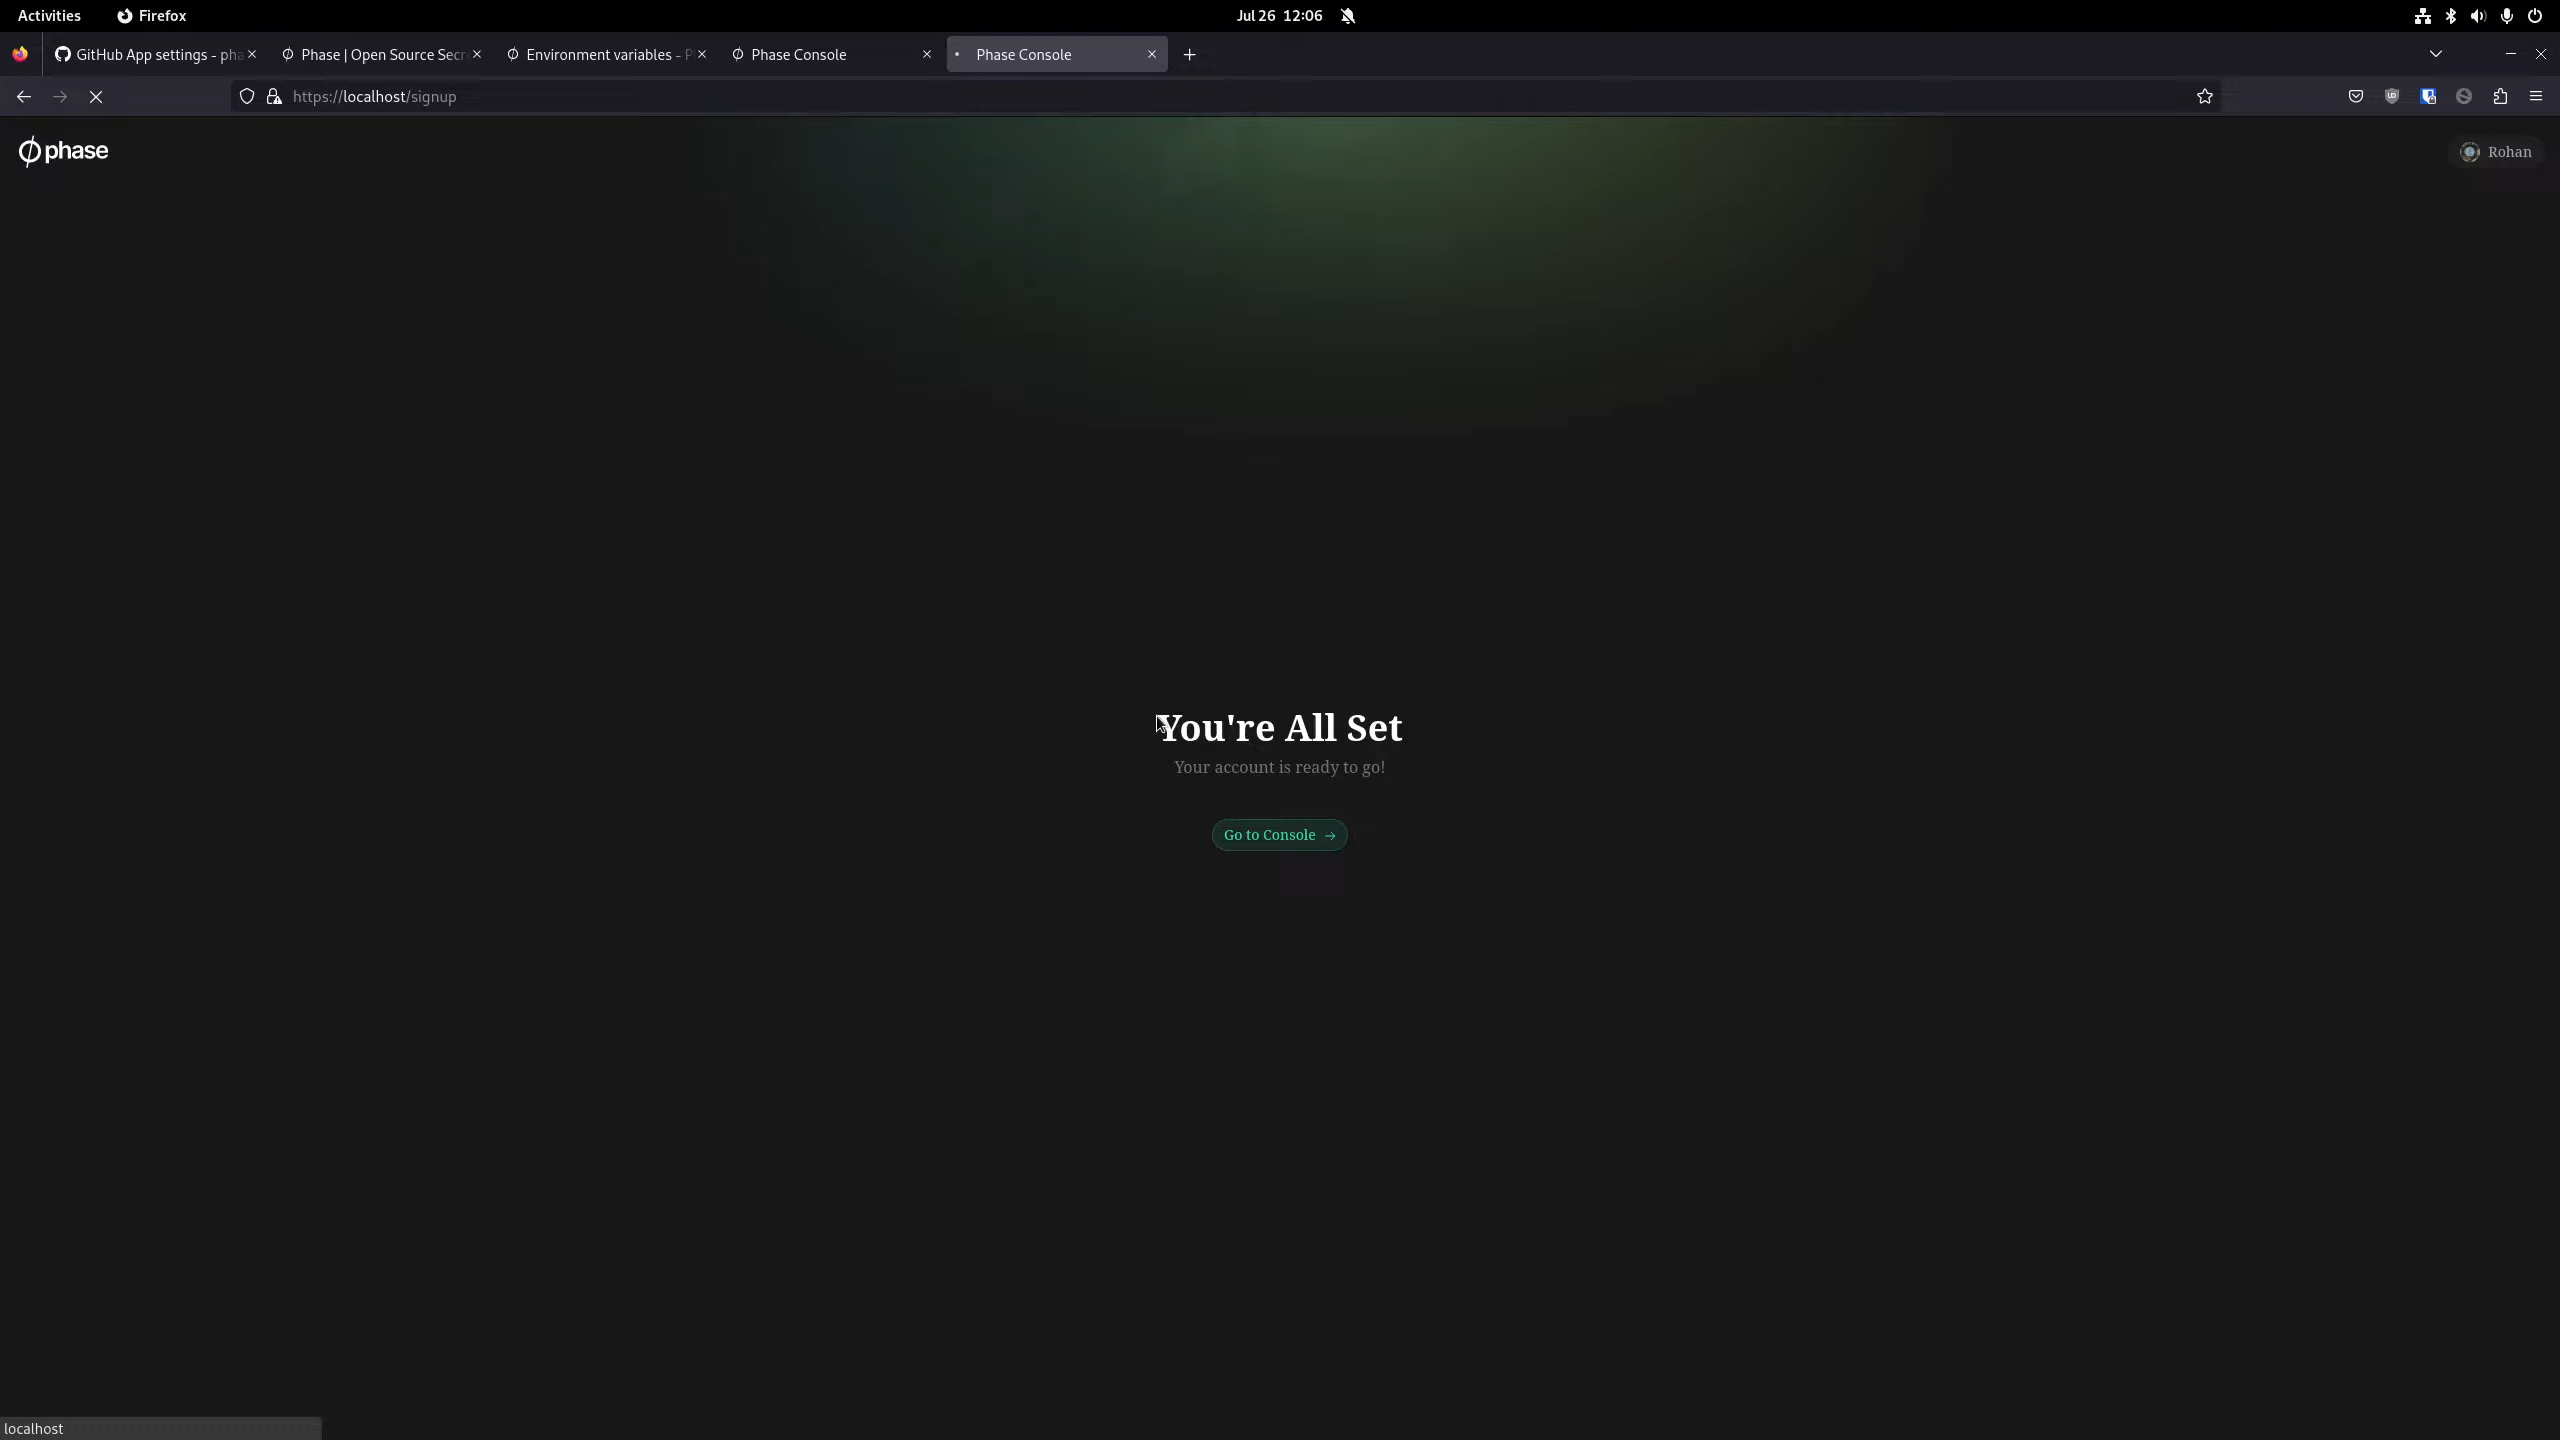 Activities
Firefox
Jul 26 12:06
GitHub App settings - pha
Phase | Open Source Secr
Environment variables - P
Phase Console
Phase Console
https://localhost/signup
phase
Rohan
You're All Set
Your account is ready to go!
Go to Console →
localhost